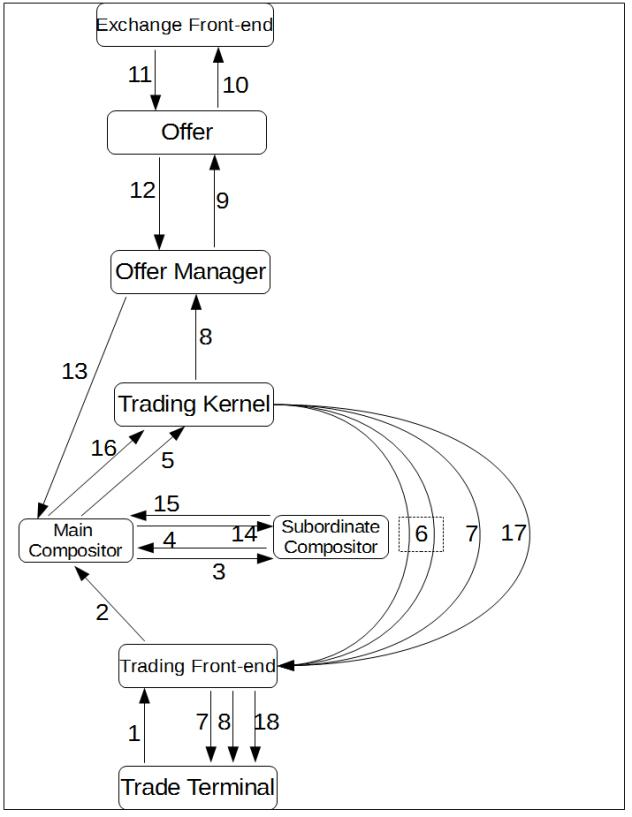 Exchange Front-end
11
10
Offer
12
9
Offer Manager
8
13
Trading Kernel
16
5
15
Main
Compositor
4
14
Subordinate
Compositor
6
7
17
3
2
Trading Front-end
1
7
8
18
Trade Terminal